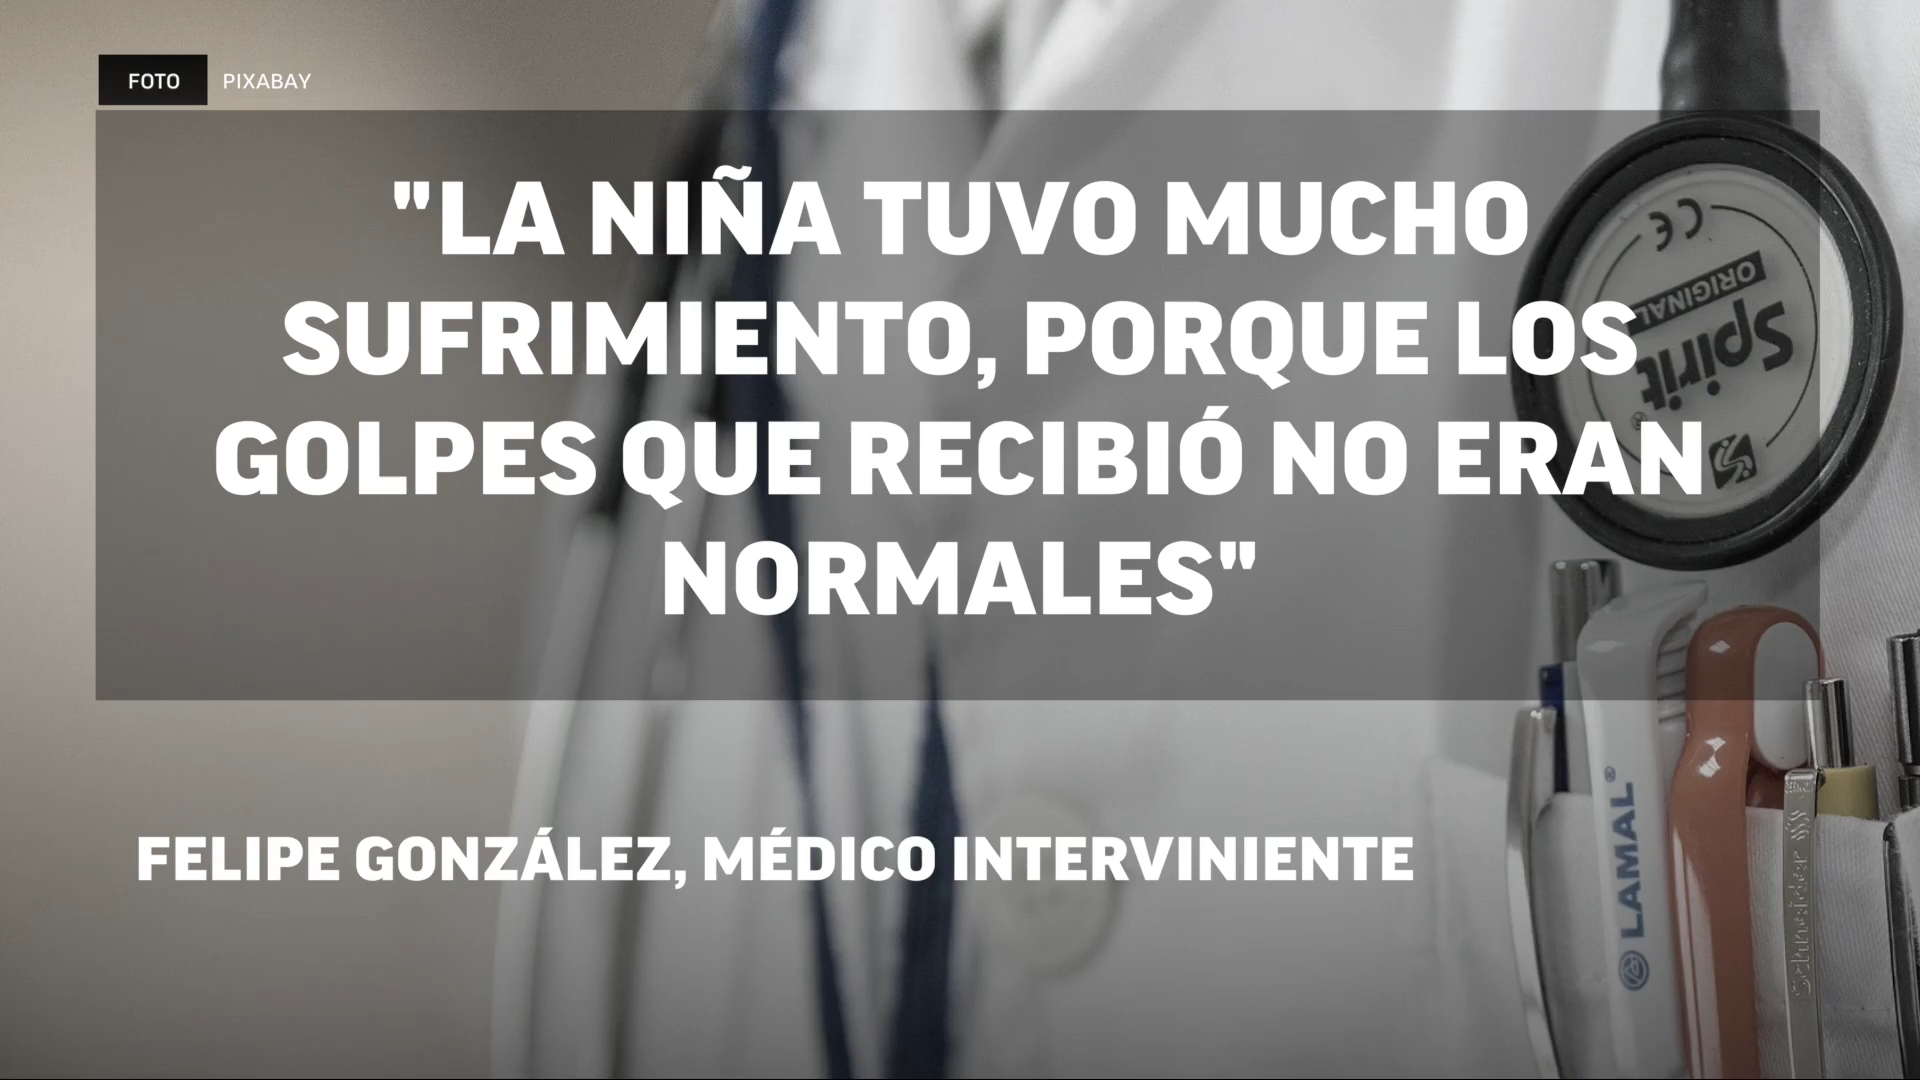 FOTO PIXABAY
"LA NIÑA TUVO MUCHO
SUFRIMIENTO, PORQUE LOS
GOLPES QUE RECIBIÓ NO ERAN
NORMALES"
FELIPE GONZÁLEZ, MÉDICO INTERVINIENTE
CE
ORIGINAL
Spirit®
LAMAL®
Schneider